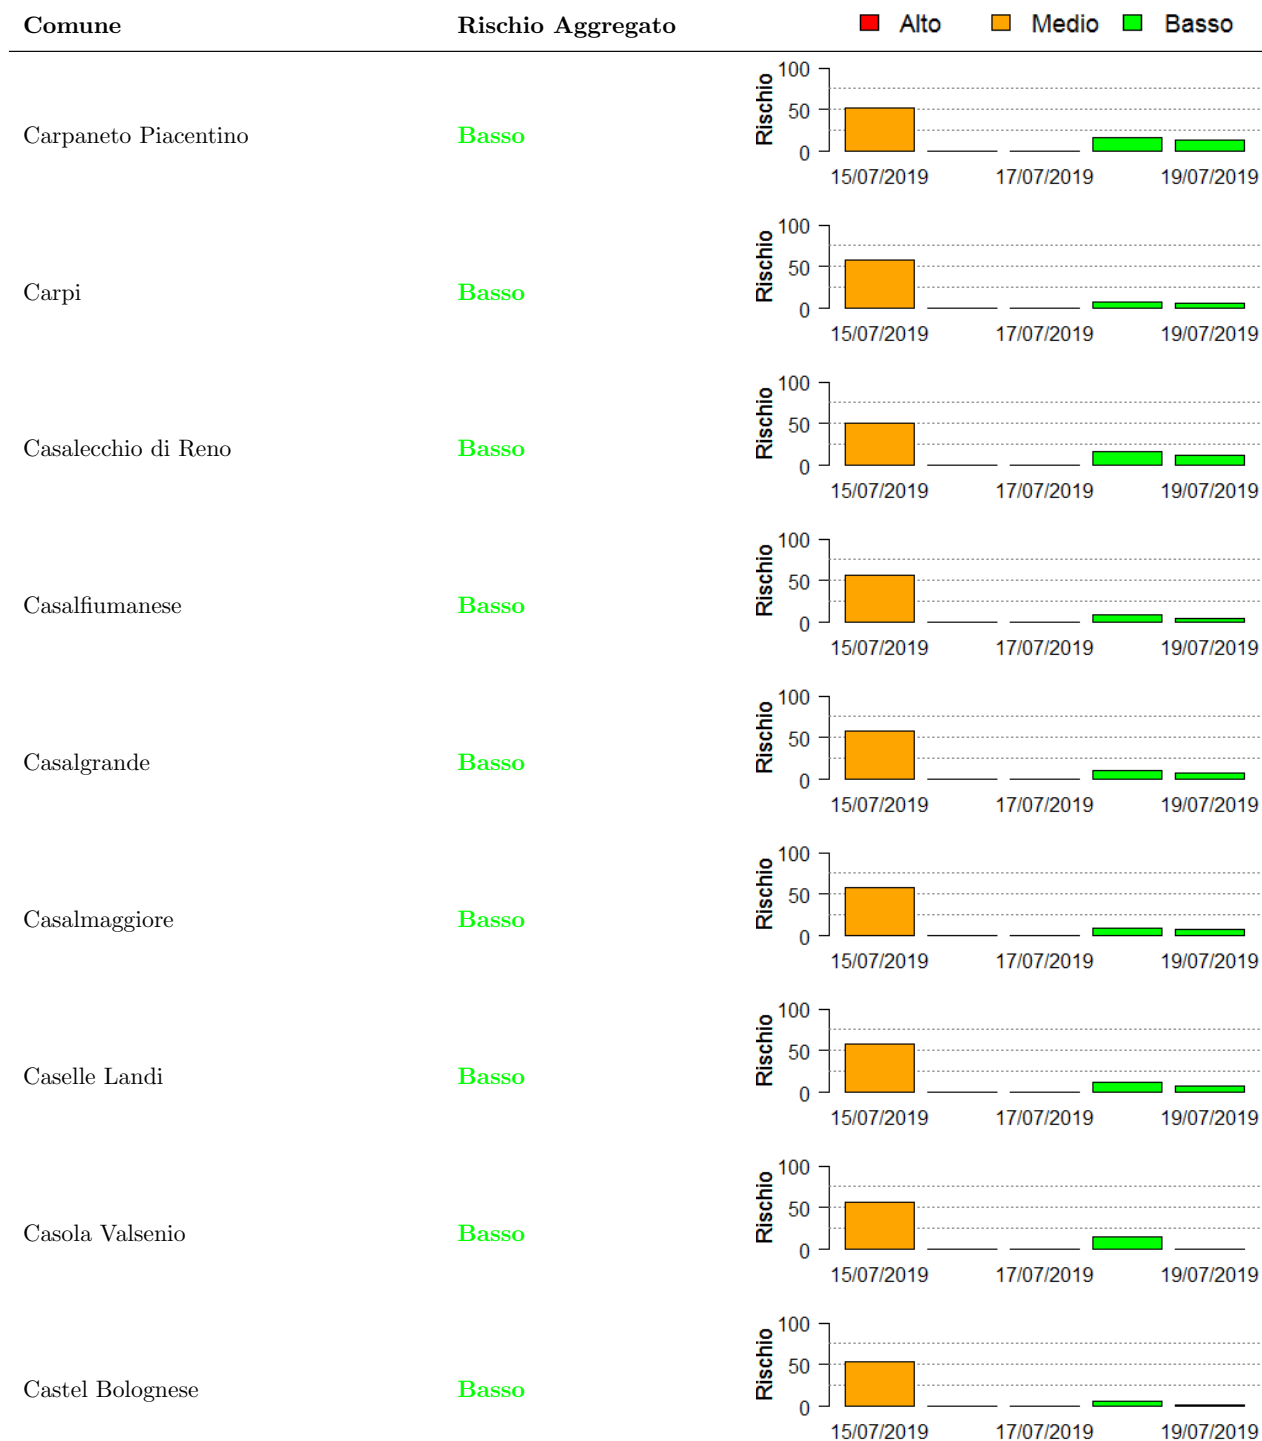 Comune Rischio Aggregato Alto Medio Basso
100
50
0
Rischio
Carpaneto Piacentino Basso
15/07/2019 17/07/2019 19/07/2019
100
50
0
Rischio
Carpi Basso
15/07/2019 17/07/2019 19/07/2019
100
50
0
Rischio
Casalecchio di Reno Basso
15/07/2019 17/07/2019 19/07/2019
100
50
0
Rischio
Casalfiumanese Basso
15/07/2019 17/07/2019 19/07/2019
100
50
0
Rischio
Casalgrande Basso
15/07/2019 17/07/2019 19/07/2019
100
50
0
Rischio
Casalmaggiore Basso
15/07/2019 17/07/2019 19/07/2019
100
50
0
Rischio
Caselle Landi Basso
15/07/2019 17/07/2019 19/07/2019
100
50
0
Rischio
Casola Valsenio Basso
15/07/2019 17/07/2019 19/07/2019
100
50
0
Rischio
Castel Bolognese Basso
15/07/2019 17/07/2019 19/07/2019